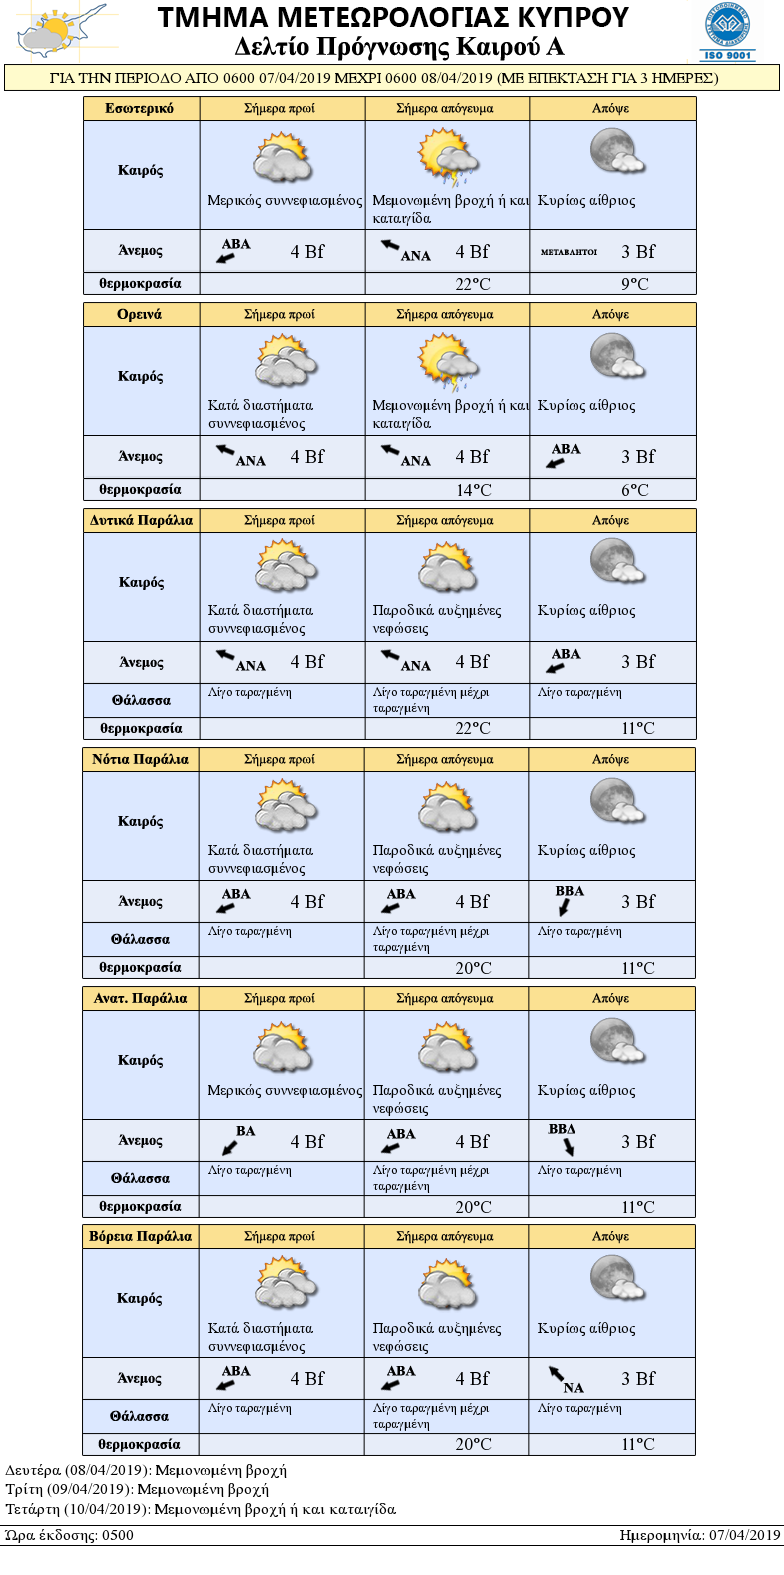 ΤΜΗΜΑ ΜΕΤΕΩΡΟΛΟΓΙΑΣ ΚΥΠΡΟΥ
Δελτίο Πρόγνωσης Καιρού Α
ISO 9001
ΓΙΑ ΤΗΝ ΠΕΡΙΟΔΟ ΑΠΟ 0600 07/04/2019 ΜΕΧΡΙ 0600 08/04/2019 (ΜΕ ΕΠΕΚΤΑΣΗ ΓΙΑ 3 ΗΜΕΡΕΣ)
Εσωτερικό Σήμερα πρωί Σήμερα απόγευμα Απόψε
Καιρός
Μερικώς συννεφιασμένος Μεμονωμένη βροχή ή και Κυρίως αίθριος
καταιγίδα
Άνεμος ΑΒΑ 4 Bf ΑΝΑ 4 Bf ΜΕΤΑΒΛΗΤΟΙ 3 Bf
θερμοκρασία 22°C 9°C
Ορεινά Σήμερα πρωί Σήμερα απόγευμα Απόψε
Καιρός
Κατά διαστήματα Μεμονωμένη βροχή ή και Κυρίως αίθριος
συννεφιασμένος καταιγίδα
Άνεμος ΑΝΑ 4 Bf ΑΝΑ 4 Bf ΑΒΑ 3 Bf
θερμοκρασία 14°C 6°C
Δυτικά Παράλια Σήμερα πρωί Σήμερα απόγευμα Απόψε
Καιρός
Κατά διαστήματα Παροδικά αυξημένες Κυρίως αίθριος
συννεφιασμένος νεφώσεις
Άνεμος ΑΝΑ 4 Bf ΑΝΑ 4 Bf ΑΒΑ 3 Bf
Θάλασσα Λίγο ταραγμένη Λίγο ταραγμένη μέχρι Λίγο ταραγμένη
ταραγμένη
θερμοκρασία 22°C 11°C
Νότια Παράλια Σήμερα πρωί Σήμερα απόγευμα Απόψε
Καιρός
Κατά διαστήματα Παροδικά αυξημένες Κυρίως αίθριος
συννεφιασμένος νεφώσεις
Άνεμος ΑΒΑ 4 Bf ΑΒΑ 4 Bf ΒΒΑ 3 Bf
Θάλασσα Λίγο ταραγμένη Λίγο ταραγμένη μέχρι Λίγο ταραγμένη
ταραγμένη
θερμοκρασία 20°C 11°C
Ανατ. Παράλια Σήμερα πρωί Σήμερα απόγευμα Απόψε
Καιρός
Μερικώς συννεφιασμένος Παροδικά αυξημένες Κυρίως αίθριος
νεφώσεις
Άνεμος ΒΑ 4 Bf ΑΒΑ 4 Bf ΒΒΔ 3 Bf
Θάλασσα Λίγο ταραγμένη Λίγο ταραγμένη μέχρι Λίγο ταραγμένη
ταραγμένη
θερμοκρασία 20°C 11°C
Βόρεια Παράλια Σήμερα πρωί Σήμερα απόγευμα Απόψε
Καιρός
Κατά διαστήματα Παροδικά αυξημένες Κυρίως αίθριος
συννεφιασμένος νεφώσεις
Άνεμος ΑΒΑ 4 Bf ΑΒΑ 4 Bf ΝΑ 3 Bf
Θάλασσα Λίγο ταραγμένη Λίγο ταραγμένη μέχρι Λίγο ταραγμένη
ταραγμένη
θερμοκρασία 20°C 11°C
Δευτέρα (08/04/2019): Μεμονωμένη βροχή
Τρίτη (09/04/2019): Μεμονωμένη βροχή
Τετάρτη (10/04/2019): Μεμονωμένη βροχή ή και καταιγίδα
Ώρα έκδοσης: 0500 Ημερομηνία: 07/04/2019